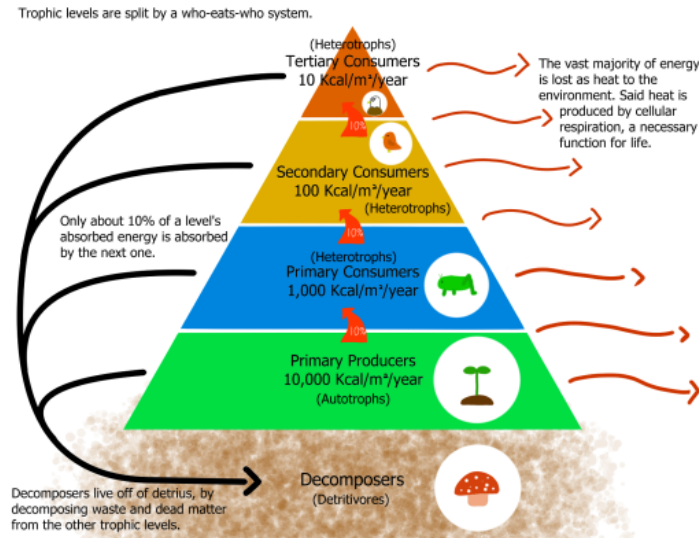 Trophic levels are split by a who-eats-who system.
(Heterotrophs)
Tertiary Consumers
10 Kcal/m²/year
The vast majority of energy
is lost as heat to the
environment. Said heat is
produced by cellular
respiration, a necessary
function for life.
10%
Secondary Consumers
100 Kcal/m²/year
(Heterotrophs)
Only about 10% of a level's
absorbed energy is absorbed
by the next one.
10%
(Heterotrophs)
Primary Consumers
1,000 Kcal/m²/year
10%
Primary Producers
10,000 Kcal/m²/year
(Autotrophs)
Decomposers
(Detritivores)
Decomposers live off of detrius, by
decomposing waste and dead matter
from the other trophic levels.